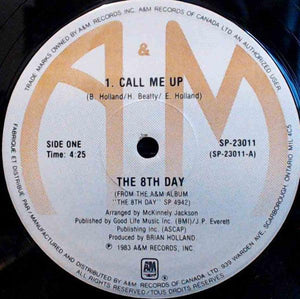 TRADE MARKS OWNED BY A&M RECORDS INC. REG. USER A&M RECORDS OF CANADA LTD.
A&M
1. CALL ME UP
(B. Holland/H. Beatty/E. Holland)
SIDE ONE
Time: 4:25
SP-23011
(SP-23011-A)
THE 8TH DAY
(FROM THE A&M ALBUM
"THE 8TH DAY" SP 4942)
Arranged by McKinnely Jackson
Published by Good Life Music Inc. (BMI)/J. P. Everett
Publishing Inc. (ASCAP)
Produced by BRIAN HOLLAND
℗ 1983 A&M RECORDS, INC.
A&M
RECORDS
FABRIQUE ET DISTRIBUÉ PAR/MANUFACTURED AND DISTRIBUTED BY A&M RECORDS OF CANADA LTD. 939 WARDEN AVE. SCARBOROUGH, ONTARIO M1L 4C5
ALL RIGHTS RESERVED/TOUS DROITS RESERVES.